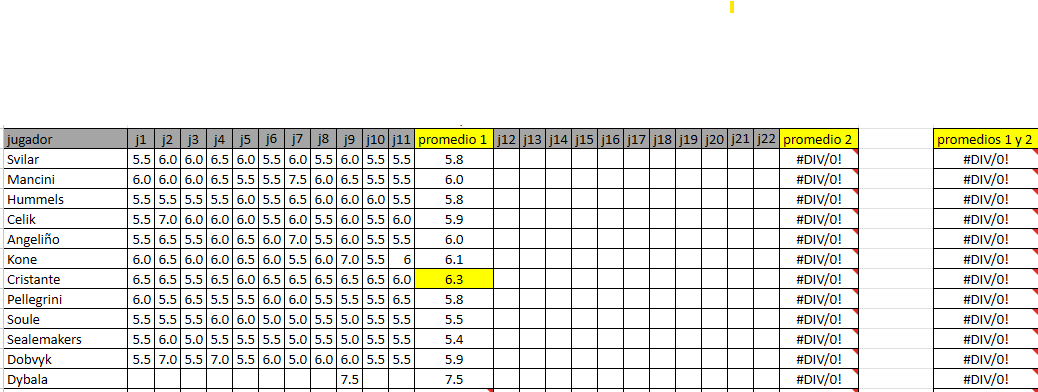 jugador j1 j2 j3 j4 j5 j6 j7 j8 j9 j10 j11 promedio 1 j12 j13 j14 j15 j16 j17 j18 j19 j20 j21 j22 promedio 2 promedios 1 y 2
Svilar 5.5 6.0 6.0 6.5 6.0 5.5 6.0 5.5 6.0 5.5 5.5 5.8 #DIV/0! #DIV/0!
Mancini 6.0 6.0 6.0 5.5 5.5 5.5 7.5 6.0 6.5 5.5 5.5 6.0 #DIV/0! #DIV/0!
Hummels 5.5 5.5 5.5 5.5 6.0 5.5 6.5 6.0 6.0 6.0 5.5 5.8 #DIV/0! #DIV/0!
Celik 5.5 7.0 6.0 6.0 6.0 5.5 6.0 5.5 6.0 5.5 6.0 5.9 #DIV/0! #DIV/0!
Angeliño 5.5 6.5 5.5 6.0 6.5 6.0 7.0 5.5 6.0 5.5 5.5 6.0 #DIV/0! #DIV/0!
Kone 6.0 6.5 6.0 6.0 6.5 6.0 5.5 6.0 7.0 5.5 6 6.1 #DIV/0! #DIV/0!
Cristante 6.5 6.5 5.5 6.5 6.5 6.5 6.5 6.5 6.5 6.5 6.0 6.3 #DIV/0! #DIV/0!
Pellegrini 6.0 5.5 6.5 5.5 5.5 6.0 6.0 5.5 5.5 5.5 6.5 5.8 #DIV/0! #DIV/0!
Soule 5.5 5.5 5.5 6.0 6.0 5.0 5.0 5.5 5.0 5.5 5.5 5.5 #DIV/0! #DIV/0!
Sealemakers 5.5 6.0 5.0 5.5 5.5 5.5 5.0 5.5 5.0 5.5 5.5 5.4 #DIV/0! #DIV/0!
Dobvyk 5.5 7.0 5.5 7.0 5.5 6.0 5.0 6.0 6.0 5.5 5.5 5.9 #DIV/0! #DIV/0!
Dybala 7.5 7.5 #DIV/0! #DIV/0!